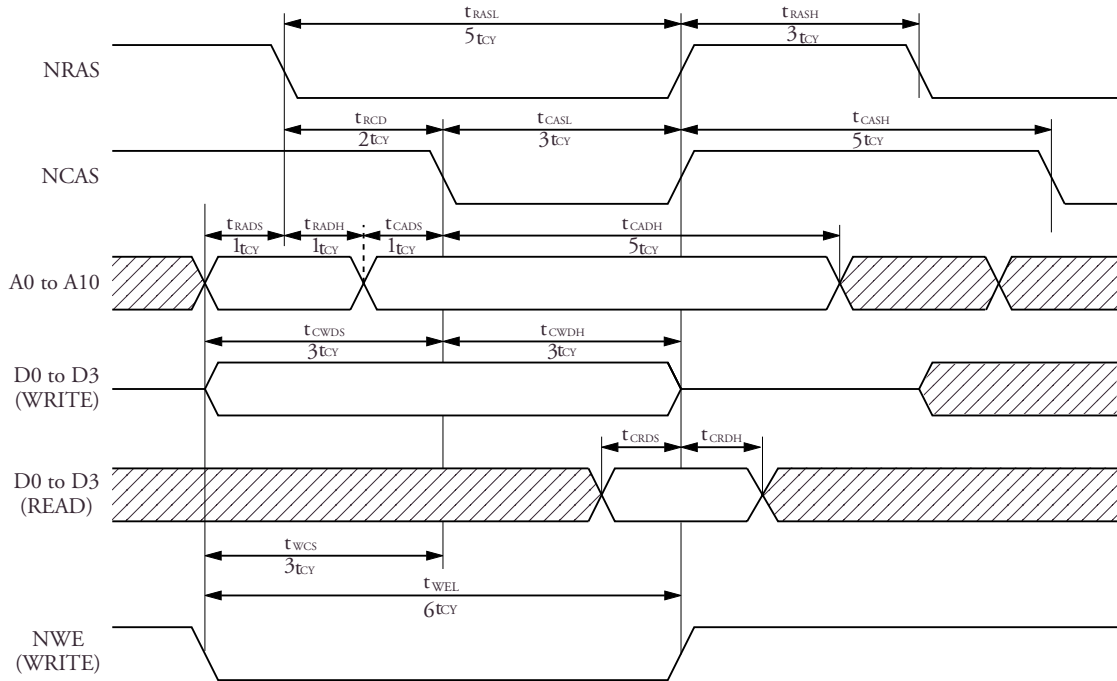 tRASL tRASH
5tCY 3tCY
NRAS
tRCD tCASL tCASH
2tCY 3tCY 5tCY
NCAS
tRADS tRADH tCADS tCADH
1tCY 1tCY 1tCY 5tCY
A0 to A10
tCWDS tCWDH
3tCY 3tCY
D0 to D3
(WRITE)
tCRDS tCRDH
D0 to D3
(READ)
tWCS
3tCY
tWEL
6tCY
NWE
(WRITE)